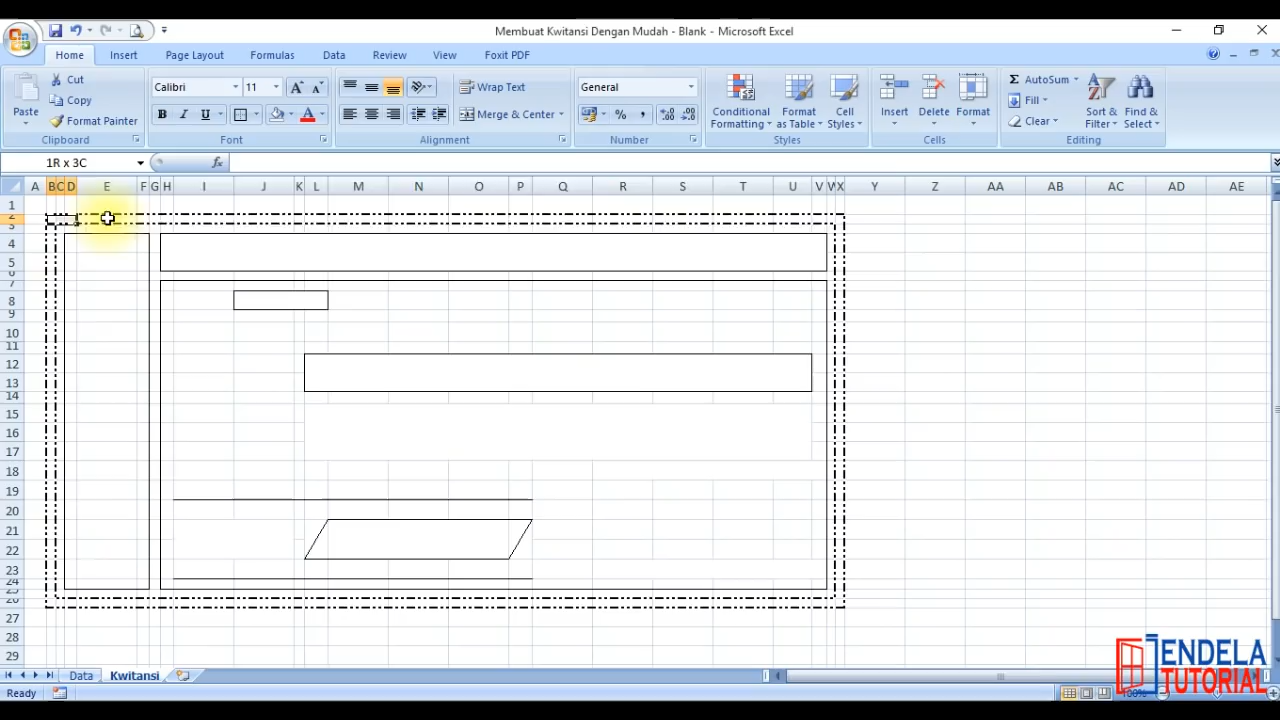 Membuat Kwitansi Dengan Mudah - Blank - Microsoft Excel
Home Insert Page Layout Formulas Data Review View Foxit PDF
Paste
Cut
Copy
Format Painter
Clipboard
Calibri 11
B I U
Font
Wrap Text
Merge & Center
Alignment
General
Number
Conditional Formatting
Format as Table
Cell Styles
Styles
Insert Delete Format
Cells
AutoSum
Fill
Clear
Sort & Filter
Find & Select
Editing
1R x 3C
fx
A B C D E F G H I J K L M N O P Q R S T U V W X Y Z AA AB AC AD AE
1
2
3
4
5
6
7
8
9
10
11
12
13
14
15
16
17
18
19
20
21
22
23
24
25
26
27
28
29
Data Kwitansi
Ready
100%
JENDELA
TUTORIAL